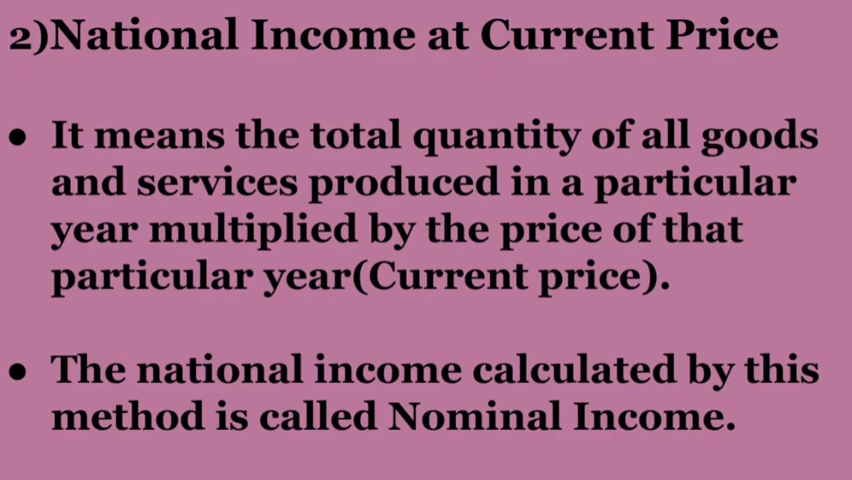 2)National Income at Current Price
● It means the total quantity of all goods
and services produced in a particular
year multiplied by the price of that
particular year(Current price).
● The national income calculated by this
method is called Nominal Income.